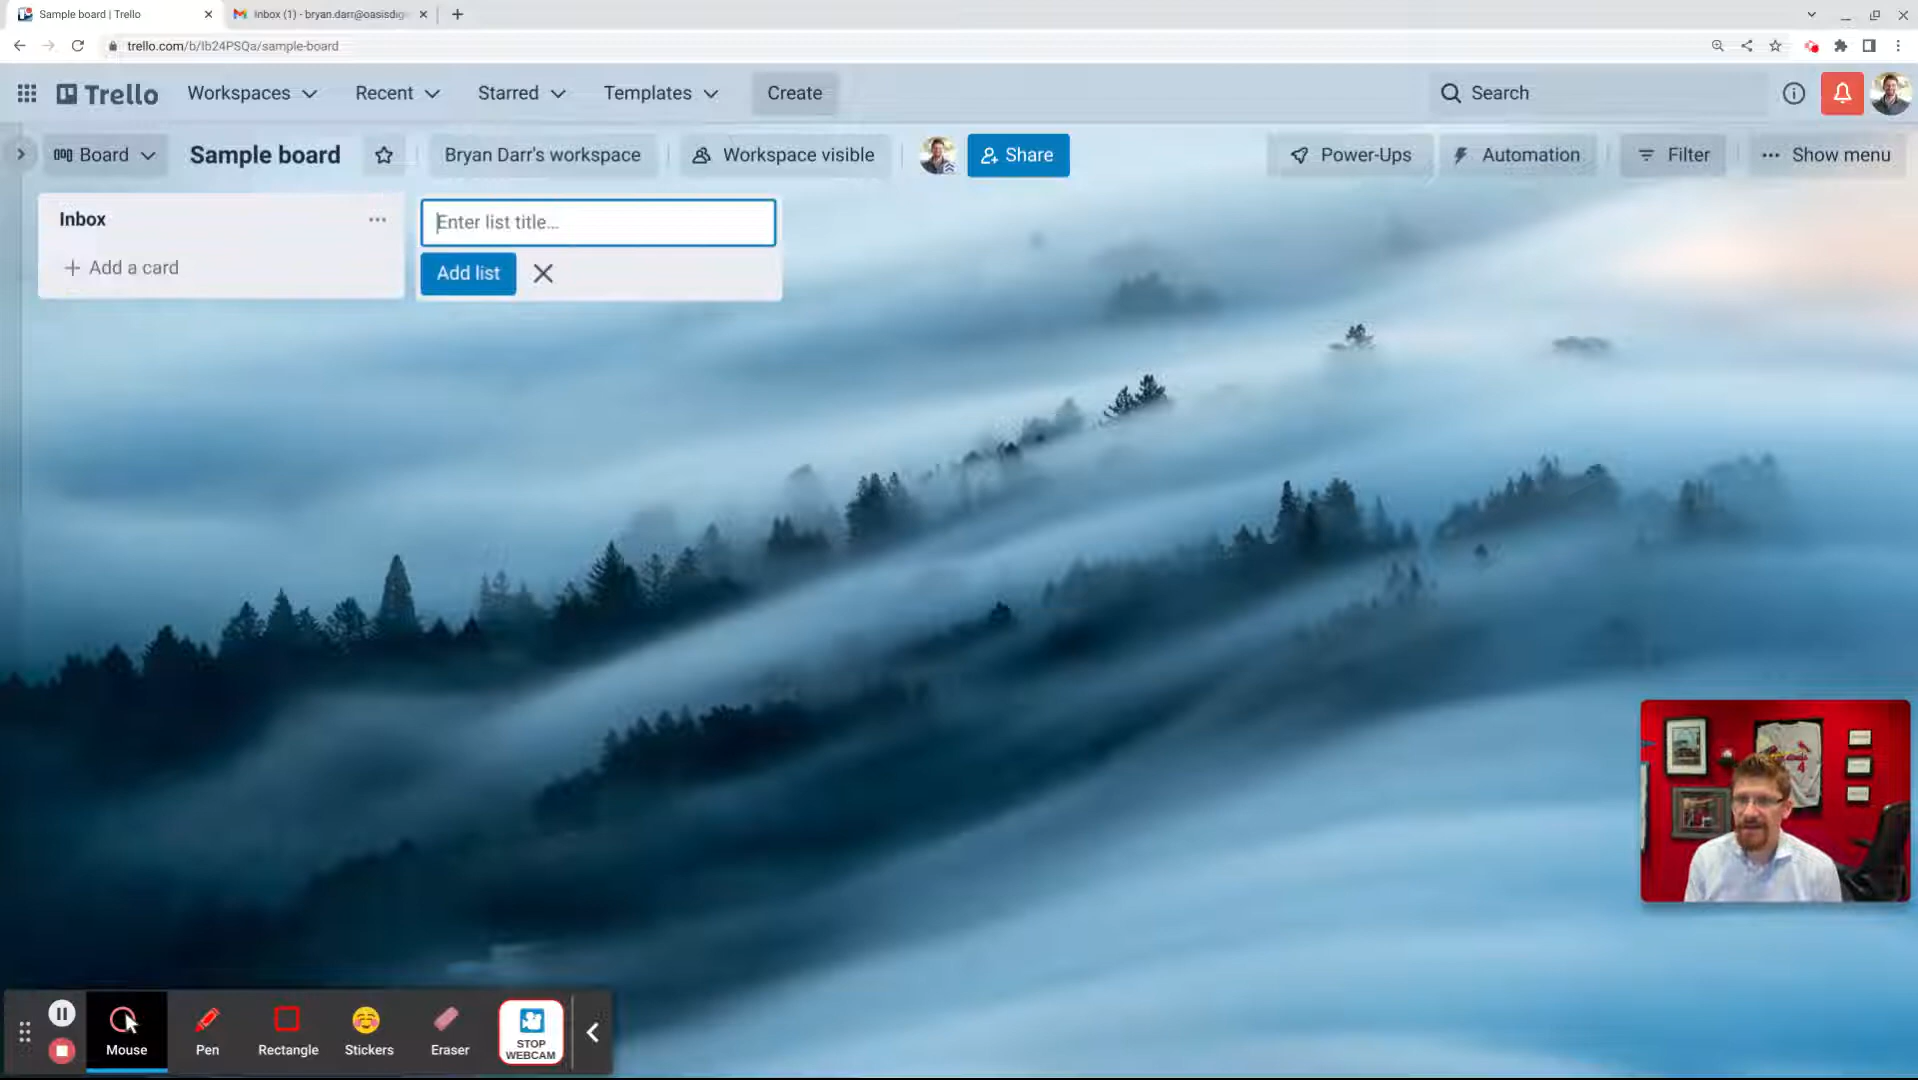 Sample board | Trello
Inbox (1) - bryan.darr@oasisdig
trello.com/b/Ib24PSQa/sample-board
Trello
Workspaces
Recent
Starred
Templates
Create
Search
Board
Sample board
Bryan Darr's workspace
Workspace visible
Share
Power-Ups
Automation
Filter
Show menu
Inbox
Add a card
Enter list title...
Add list
4
Mouse
Pen
Rectangle
Stickers
Eraser
STOP
WEBCAM